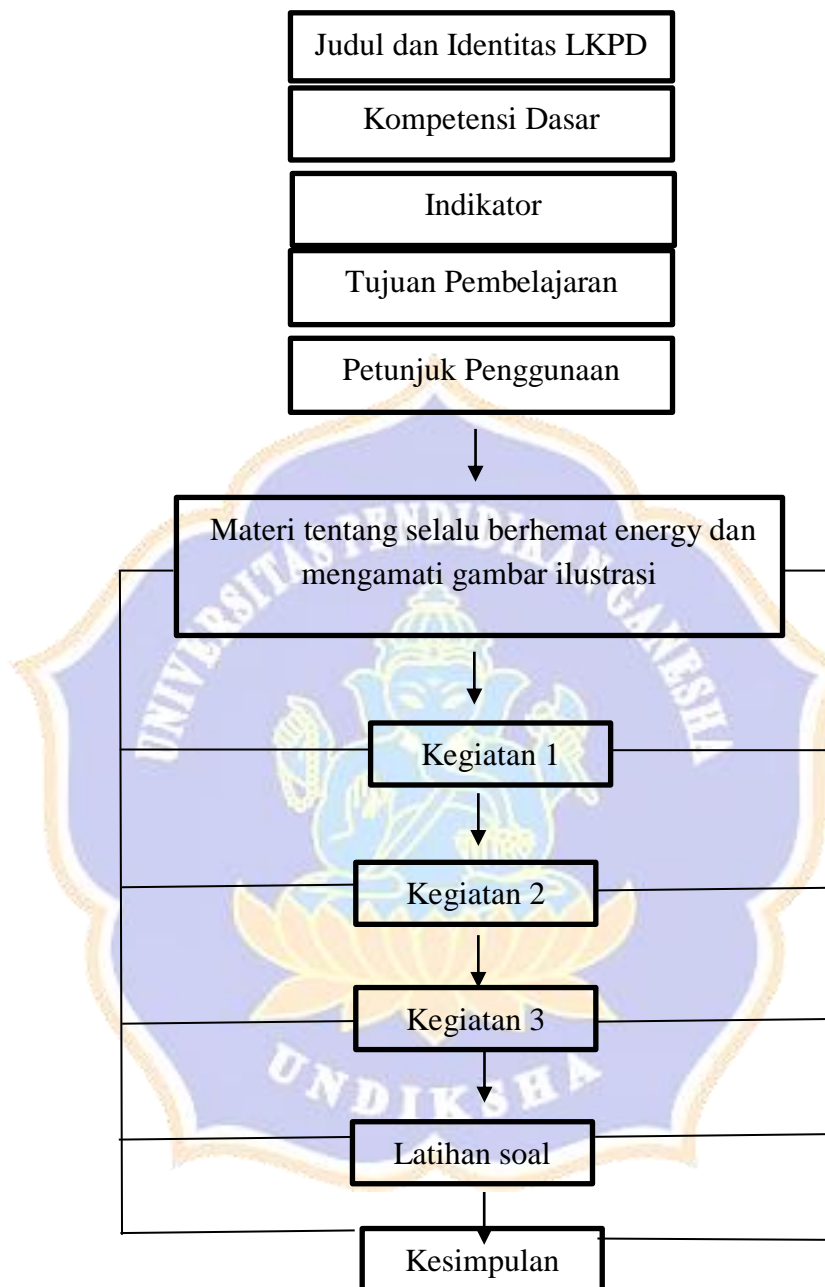 Judul dan Identitas LKPD
Kompetensi Dasar
Indikator
Tujuan Pembelajaran
Petunjuk Penggunaan
Materi tentang selalu berhemat energy dan
mengamati gambar ilustrasi
UNIVERSITAS PENDIDIKAN GANESHA
Kegiatan 1
Kegiatan 2
Kegiatan 3
UNDIKSHA
Latihan soal
Kesimpulan